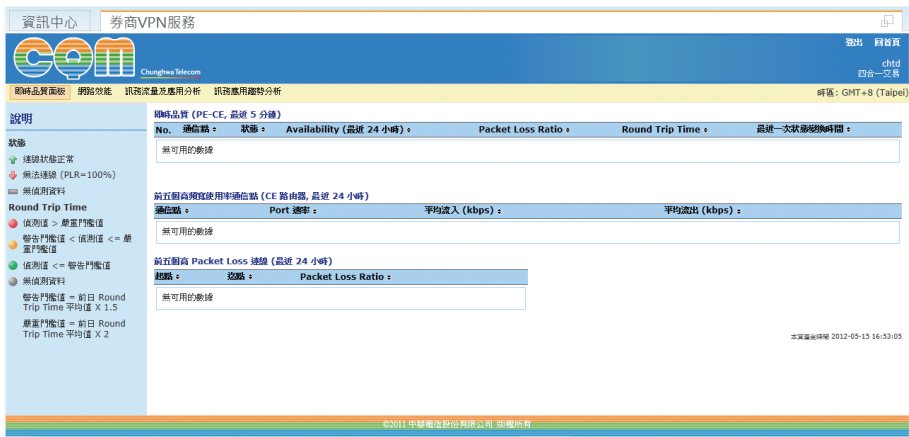 資訊中心 券商VPN服務
CQM
Chunghwa Telecom
登出 回首頁
chtd
四合一交易
即時品質面板 網路效能 訊務流量及應用分析 訊務應用趨勢分析
時區: GMT+8 (Taipei)
說明
狀態
連線狀態正常
無法連線 (PLR=100%)
無偵測資料
Round Trip Time
偵測值 > 嚴重門檻值
警告門檻值 < 偵測值 <= 嚴
重門檻值
偵測值 <= 警告門檻值
無偵測資料
警告門檻值 = 前日 Round
Trip Time 平均值 X 1.5
嚴重門檻值 = 前日 Round
Trip Time 平均值 X 2
即時品質 (PE-CE, 最近 5 分鐘)
No. 通信點 狀態 Availability (最近 24 小時) Packet Loss Ratio Round Trip Time 最近一次狀態變換時間
無可用的數據
前五個高頻寬使用率通信點 (CE 路由器, 最近 24 小時)
通信點 Port 速率 平均流入 (kbps) 平均流出 (kbps)
無可用的數據
前五個高 Packet Loss 連線 (最近 24 小時)
起點 迄點 Packet Loss Ratio
無可用的數據
本頁產生時間 2012-05-15 16:53:05
©2011 中華電信股份有限公司 版權所有